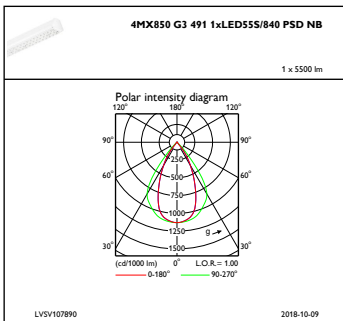 4MX850 G3 491 1xLED55S/840 PSD NB
1 x 5500 lm
Polar intensity diagram
120° 180° 120°
90° 90°
250
60° 500 60°
750
1000
1250
30° 1500 30°
(cd/1000 lm) 0° L.O.R.= 1.00
0-180° 90-270°
LVSV107890 2018-10-09